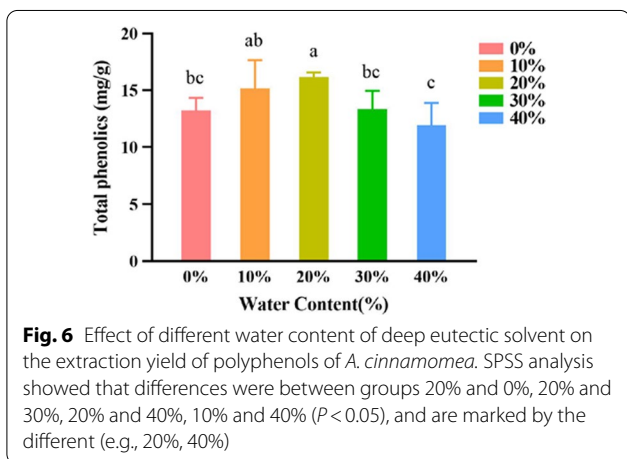 20
15
10
5
0
Total phenolics (mg/g)
bc
ab
a
bc
c
0%
10%
20%
30%
40%
0%
10%
20%
30%
40%
Water Content(%)
Fig. 6 Effect of different water content of deep eutectic solvent on
the extraction yield of polyphenols of A. cinnamomea. SPSS analysis
showed that differences were between groups 20% and 0%, 20% and
30%, 20% and 40%, 10% and 40% (P < 0.05), and are marked by the
different (e.g., 20%, 40%)